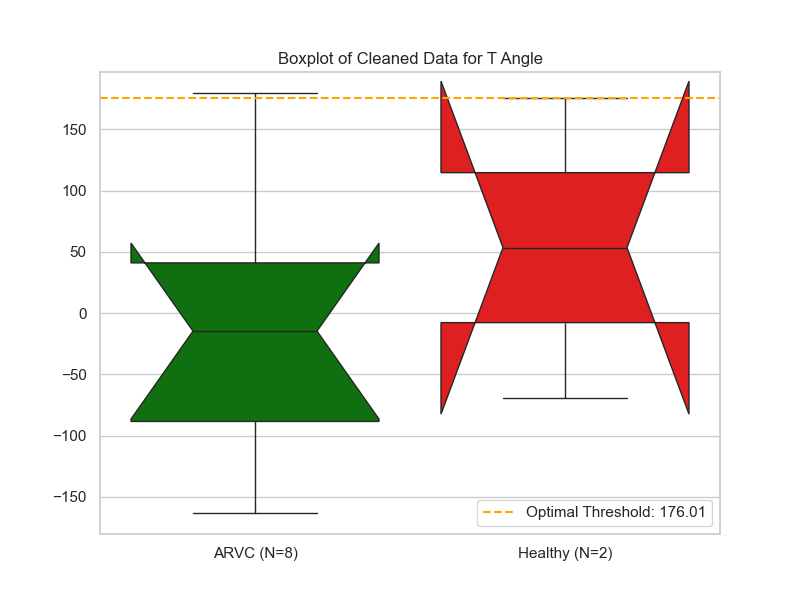 Boxplot of Cleaned Data for T Angle
150
100
50
0
−50
−100
−150
Optimal Threshold: 176.01
ARVC (N=8)
Healthy (N=2)